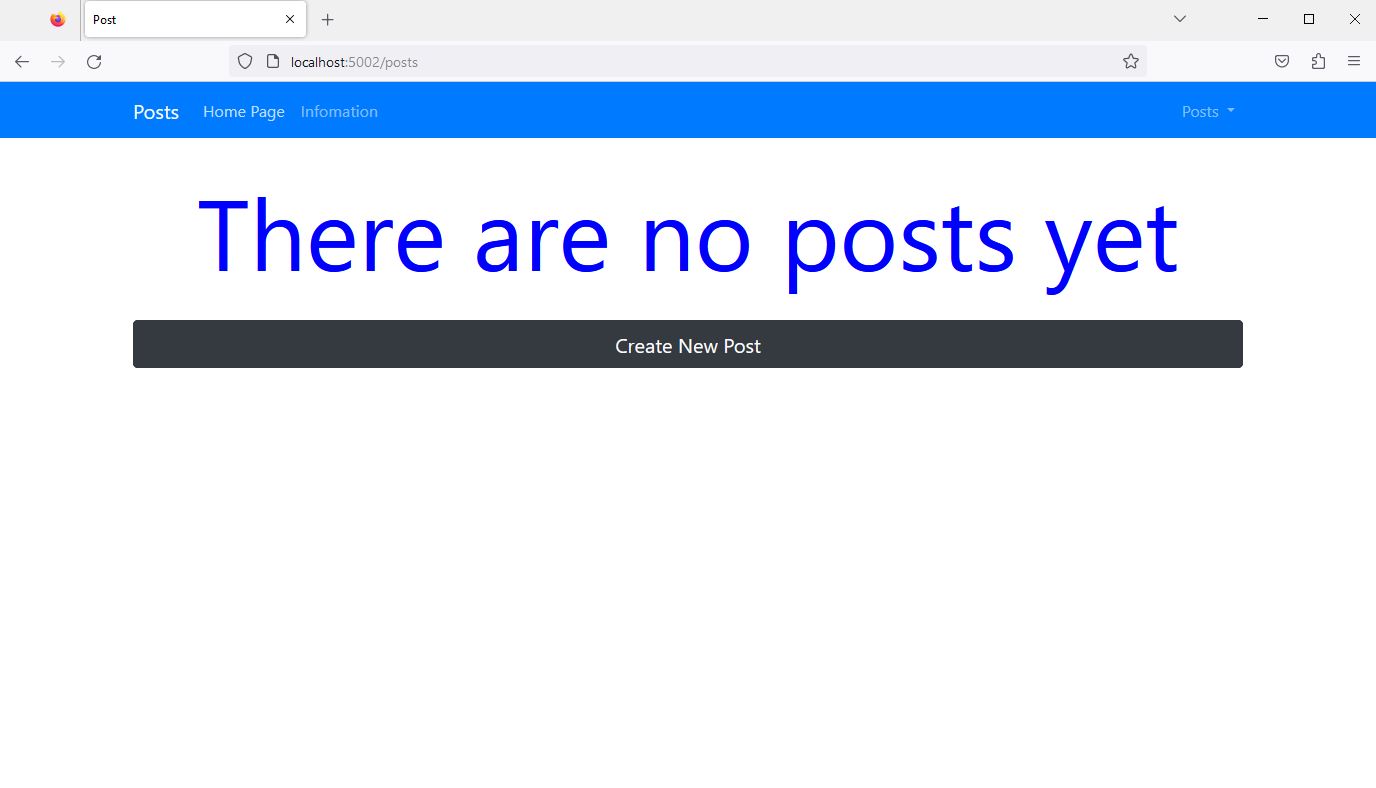 Post
localhost:5002/posts
Posts Home Page Infomation Posts
There are no posts yet
Create New Post